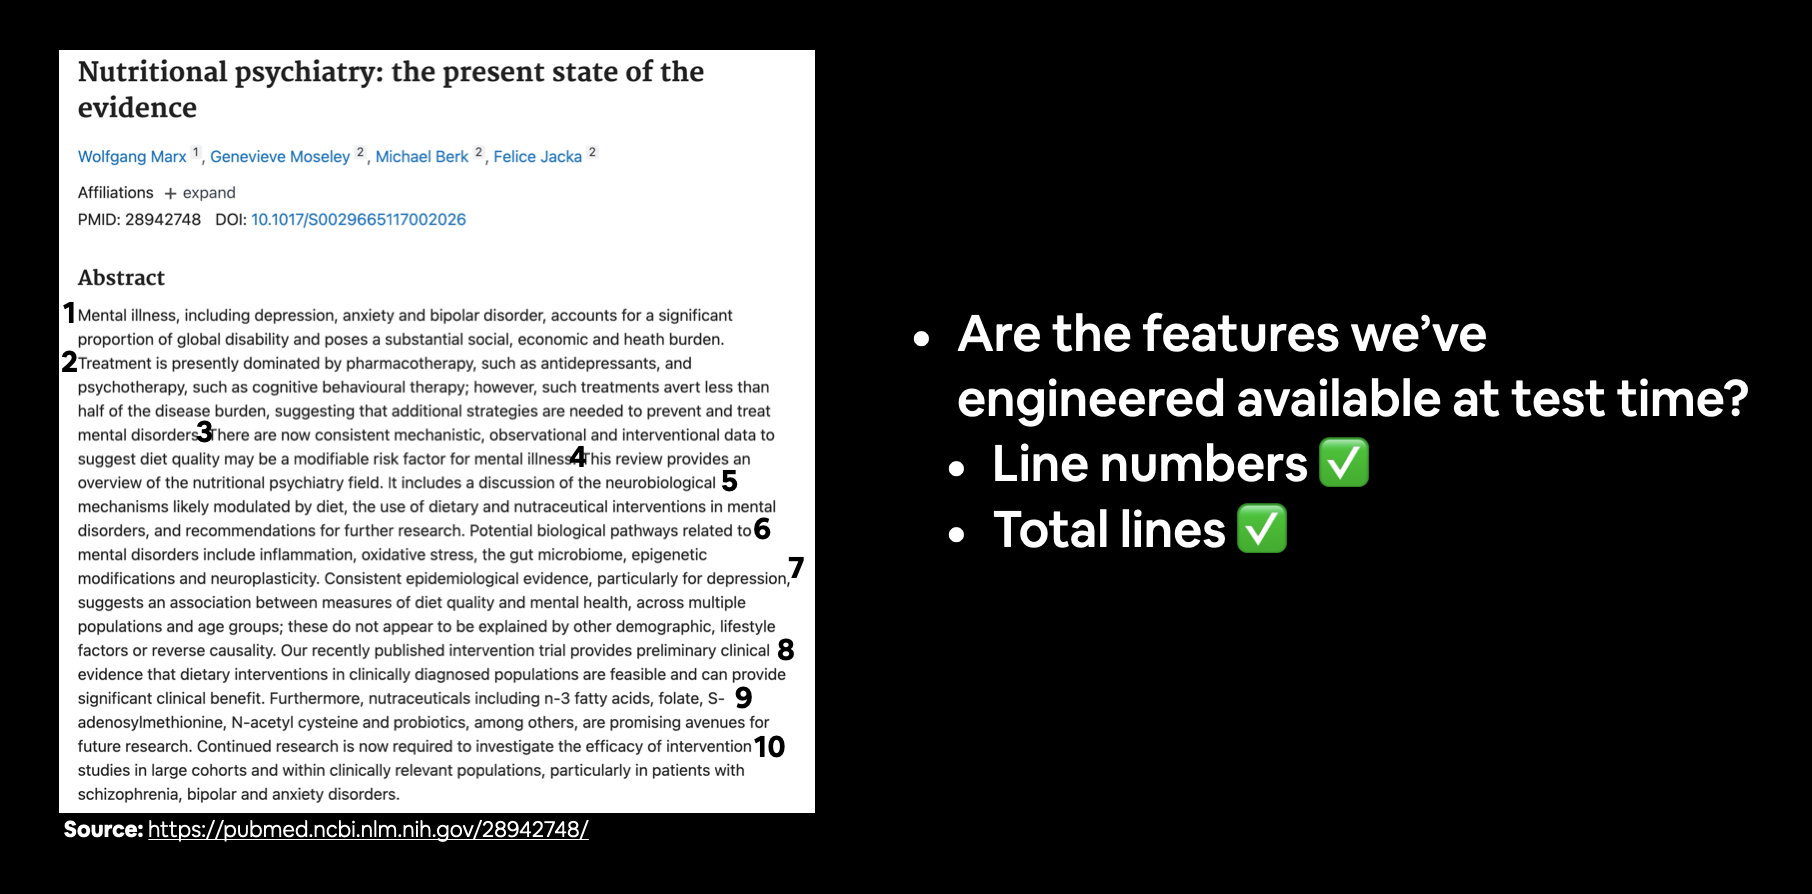 Nutritional psychiatry: the present state of the
evidence
Wolfgang Marx 1, Genevieve Moseley 2, Michael Berk 2, Felice Jacka 2
Affiliations + expand
PMID: 28942748 DOI: 10.1017/S0029665117002026
Abstract
1 Mental illness, including depression, anxiety and bipolar disorder, accounts for a significant
proportion of global disability and poses a substantial social, economic and heath burden.
2 Treatment is presently dominated by pharmacotherapy, such as antidepressants, and
psychotherapy, such as cognitive behavioural therapy; however, such treatments avert less than
half of the disease burden, suggesting that additional strategies are needed to prevent and treat
mental disorders 3 There are now consistent mechanistic, observational and interventional data to
suggest diet quality may be a modifiable risk factor for mental illness 4 This review provides an
overview of the nutritional psychiatry field. It includes a discussion of the neurobiological 5
mechanisms likely modulated by diet, the use of dietary and nutraceutical interventions in mental
disorders, and recommendations for further research. Potential biological pathways related to 6
mental disorders include inflammation, oxidative stress, the gut microbiome, epigenetic
modifications and neuroplasticity. Consistent epidemiological evidence, particularly for depression, 7
suggests an association between measures of diet quality and mental health, across multiple
populations and age groups; these do not appear to be explained by other demographic, lifestyle
factors or reverse causality. Our recently published intervention trial provides preliminary clinical 8
evidence that dietary interventions in clinically diagnosed populations are feasible and can provide
significant clinical benefit. Furthermore, nutraceuticals including n-3 fatty acids, folate, S- 9
adenosylmethionine, N-acetyl cysteine and probiotics, among others, are promising avenues for
future research. Continued research is now required to investigate the efficacy of intervention 10
studies in large cohorts and within clinically relevant populations, particularly in patients with
schizophrenia, bipolar and anxiety disorders.
Source: https://pubmed.ncbi.nlm.nih.gov/28942748/
• Are the features we’ve
engineered available at test time?
• Line numbers ✅
• Total lines ✅